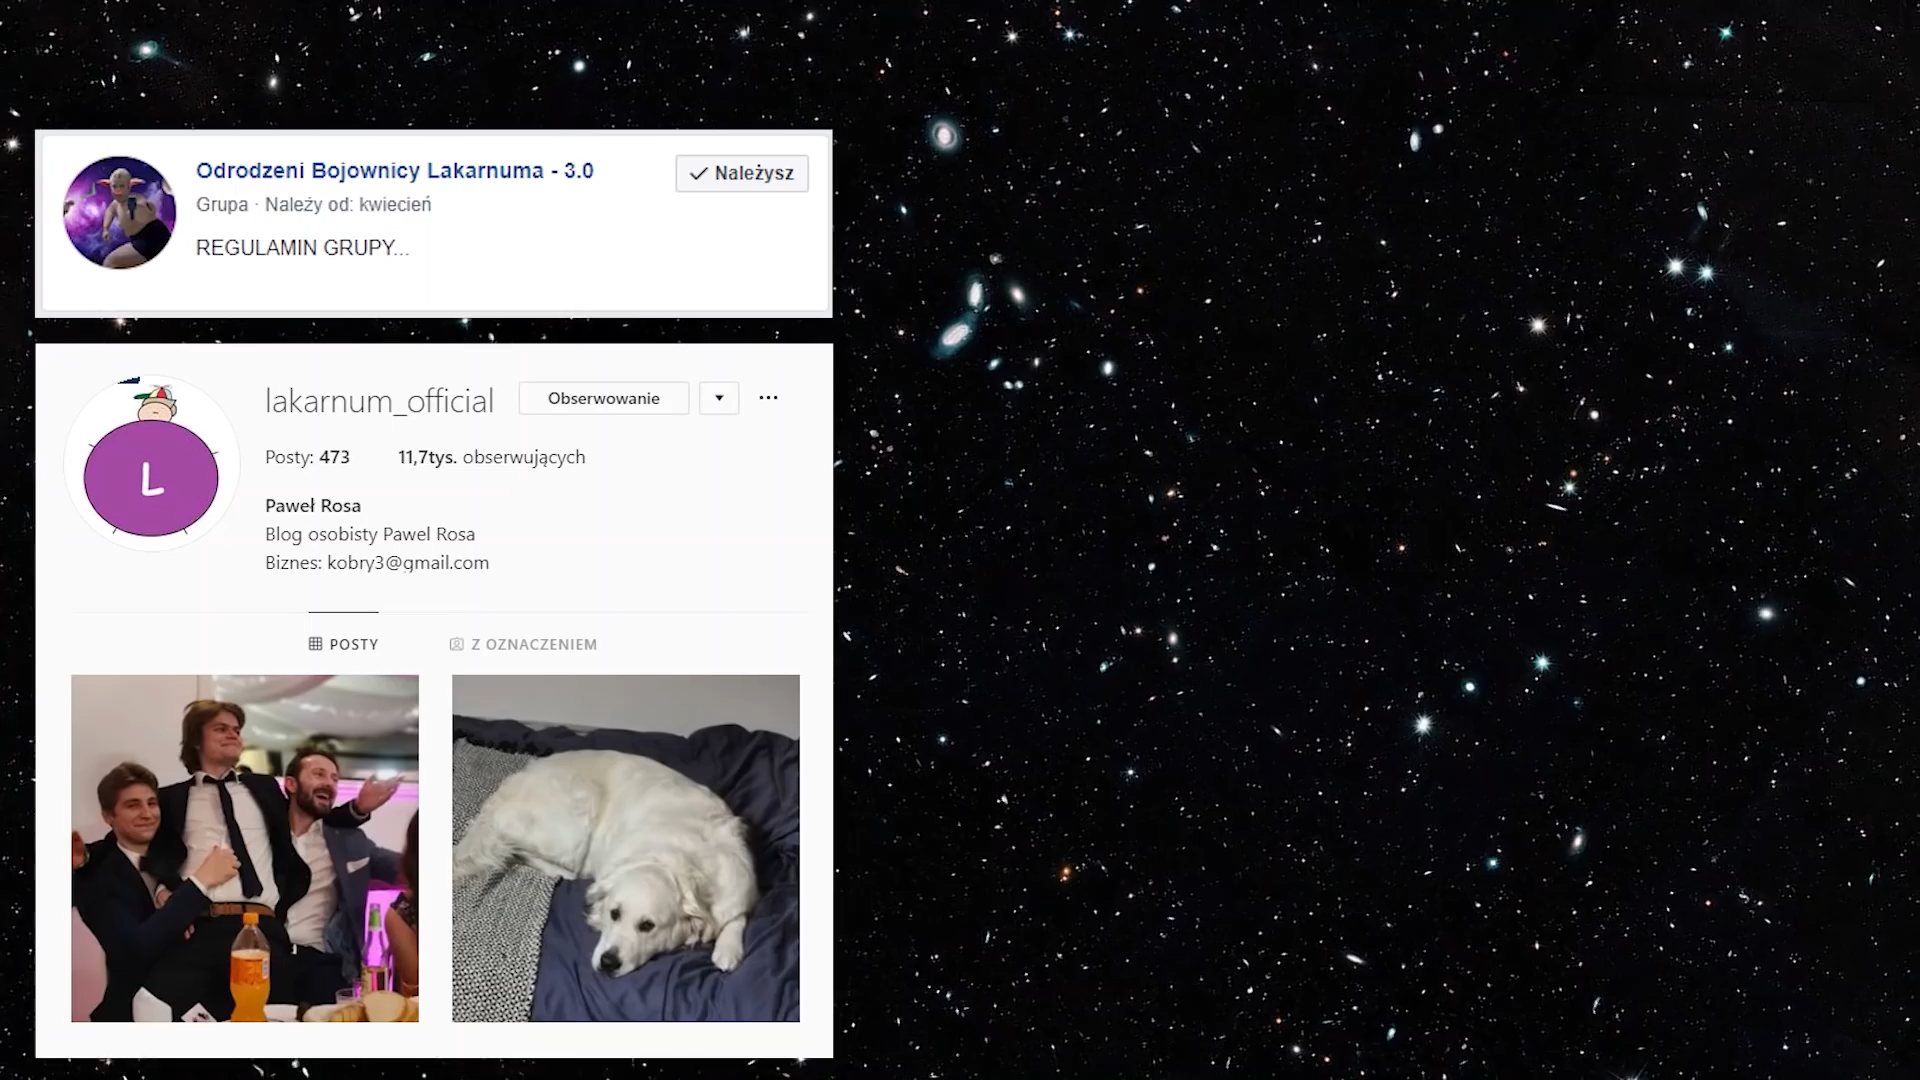 Odrodzeni Bojownicy Lakarnuma - 3.0
Należysz
Grupa · Należy od: kwiecień
REGULAMIN GRUPY...
L
lakarnum_official
Obserwowanie
Posty: 473 11,7tys. obserwujących
Paweł Rosa
Blog osobisty Pawel Rosa
Biznes: kobry3@gmail.com
POSTY
Z OZNACZENIEM